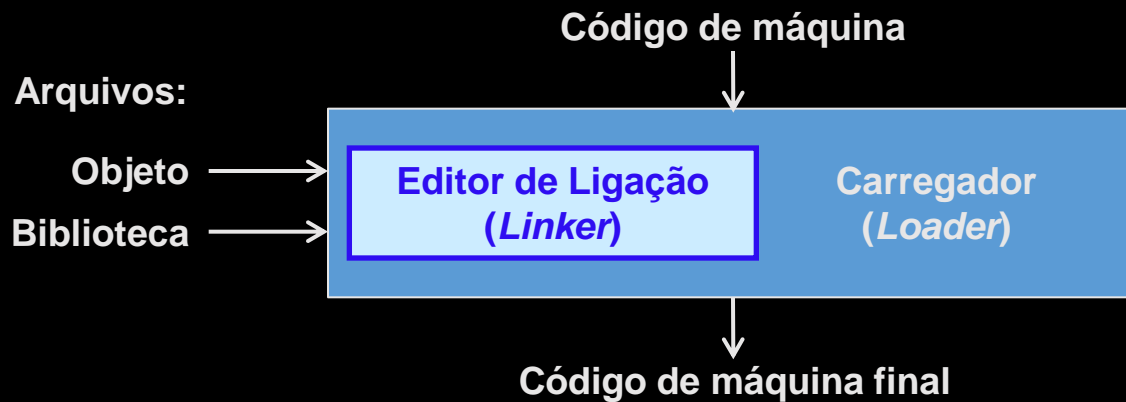 Código de máquina
Arquivos:
Objeto
Biblioteca
Editor de Ligação
(Linker)
Carregador
(Loader)
Código de máquina final